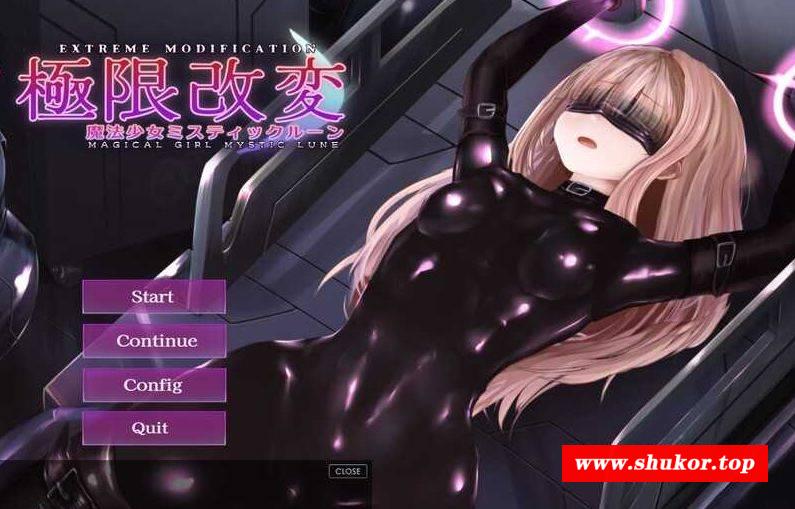 EXTREME MODIFICATION
極限改変
魔法少女ミスティックルーン
MAGICAL GIRL MYSTIC LUNE
Start
Continue
Config
Quit
CLOSE
www.shukor.top